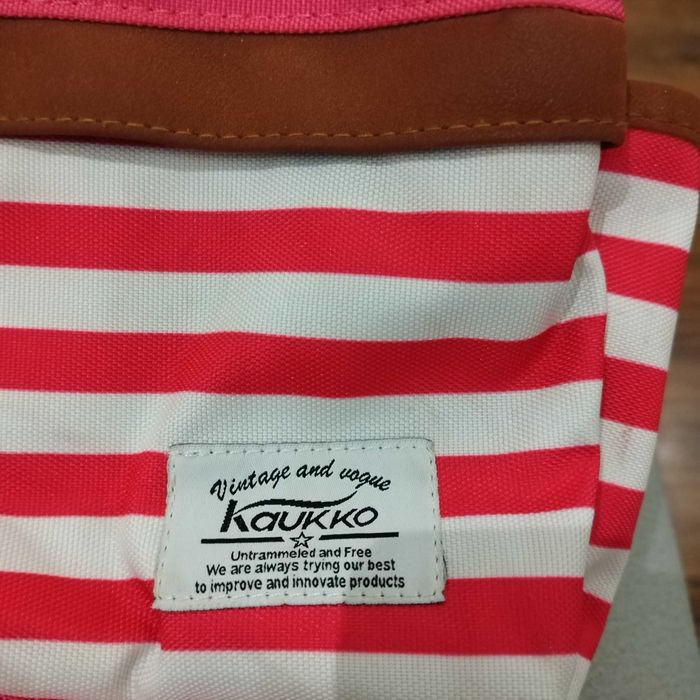 Vintage and vogue
KAUKKO
Untrammeled and Free
We are always trying our best
to improve and innovate products